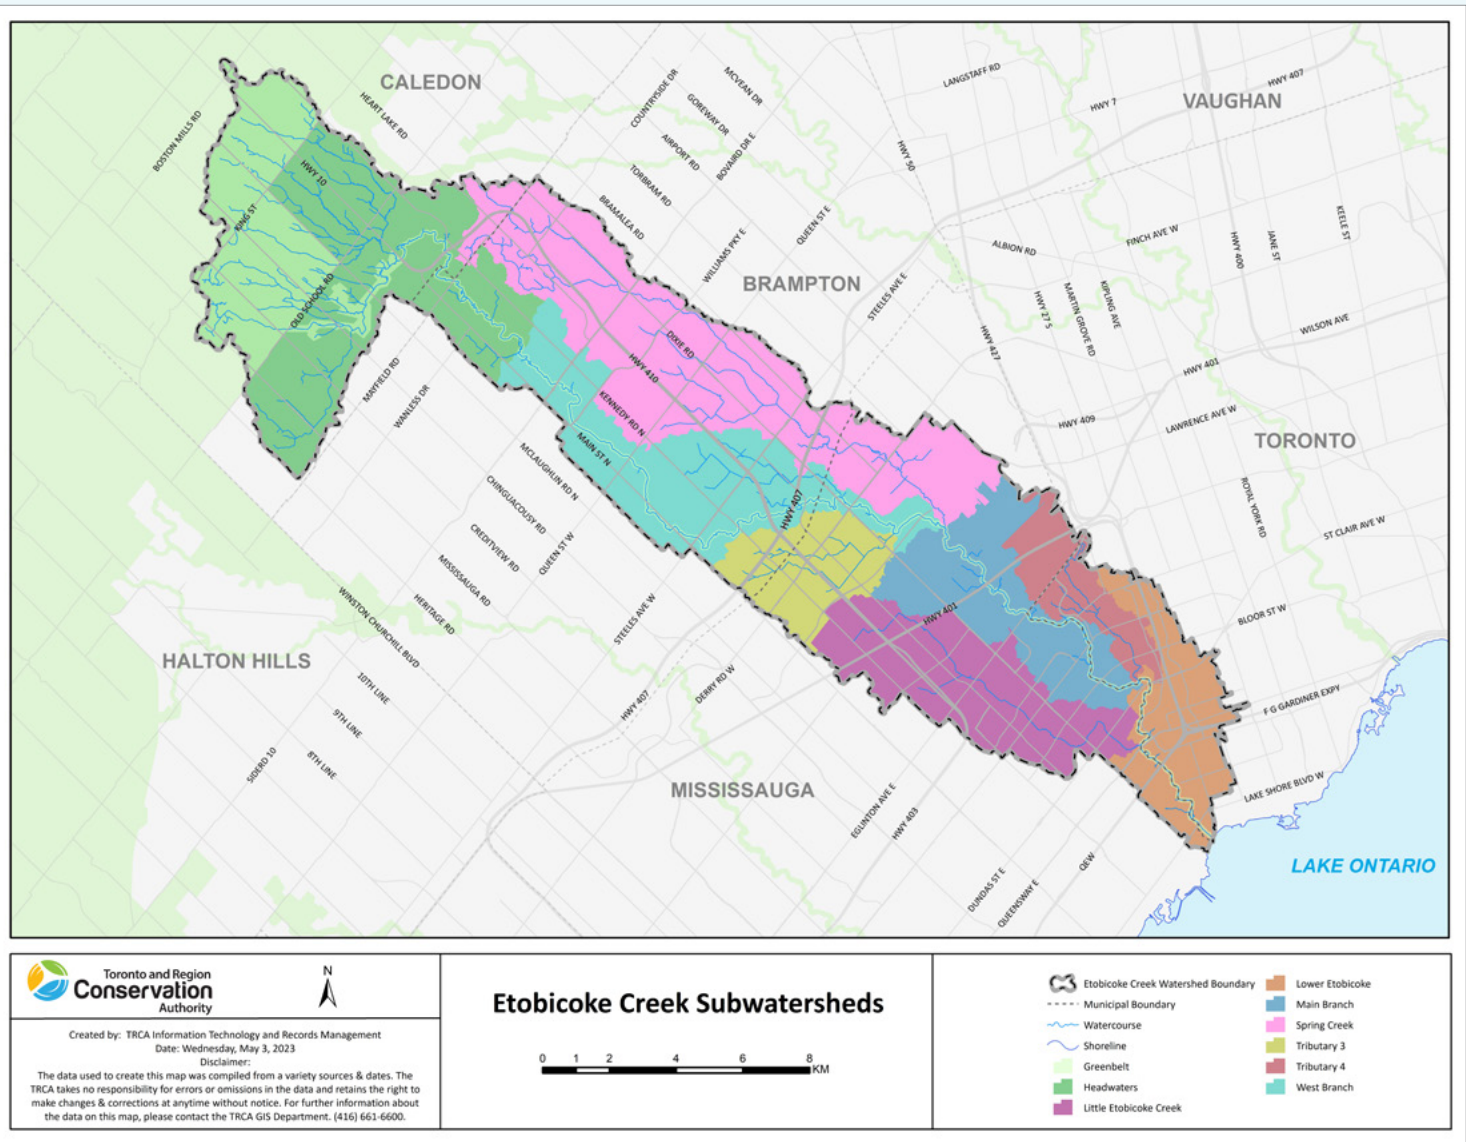 CALEDON
VAUGHAN
BRAMPTON
TORONTO
HALTON HILLS
MISSISSAUGA
LAKE ONTARIO
BOSTON MILLS RD
HEART LAKE RD
HWY 10
KING ST
OLD SCHOOL RD
MAYFIELD RD
WANLESS DR
COUNTRYSIDE DR
MCVEAN DR
GOREWAY DR
AIRPORT RD
BOVAIRD DR E
TORBRAM RD
BRAMALEA RD
WILLIAMS PKY E
QUEEN ST E
STEELES AVE E
LANGSTAFF RD
HWY 7
HWY 407
HWY 50
ALBION RD
FINCH AVE W
HWY 400
JANE ST
KEELE ST
HWY 27 S
MARTIN GROVE RD
KIPLING AVE
HWY 427
WILSON AVE
HWY 401
HWY 409
LAWRENCE AVE W
ROYAL YORK RD
ST CLAIR AVE W
BLOOR ST W
F G GARDINER EXPY
LAKE SHORE BLVD W
DIXIE RD
HWY 410
KENNEDY RD N
MAIN ST N
MCLAUGHLIN RD N
CHINGUACOUSY RD
CREDITVIEW RD
QUEEN ST W
MISSISSAUGA RD
HERITAGE RD
WINSTON CHURCHILL BLVD
STEELES AVE W
HWY 407
HWY 401
10TH LINE
9TH LINE
8TH LINE
SIDERD 10
HWY 407
DERRY RD W
EGLINTON AVE E
HWY 403
DUNDAS ST E
QUEENSWAY E
QEW
Toronto and Region
Conservation
Authority
N
Created by: TRCA Information Technology and Records Management
Date: Wednesday, May 3, 2023
Disclaimer:
The data used to create this map was compiled from a variety sources & dates. The
TRCA takes no responsibility for errors or omissions in the data and retains the right to
make changes & corrections at anytime without notice. For further information about
the data on this map, please contact the TRCA GIS Department. (416) 661-6600.
Etobicoke Creek Subwatersheds
0 1 2 4 6 8
KM
Etobicoke Creek Watershed Boundary
Municipal Boundary
Watercourse
Shoreline
Greenbelt
Headwaters
Little Etobicoke Creek
Lower Etobicoke
Main Branch
Spring Creek
Tributary 3
Tributary 4
West Branch